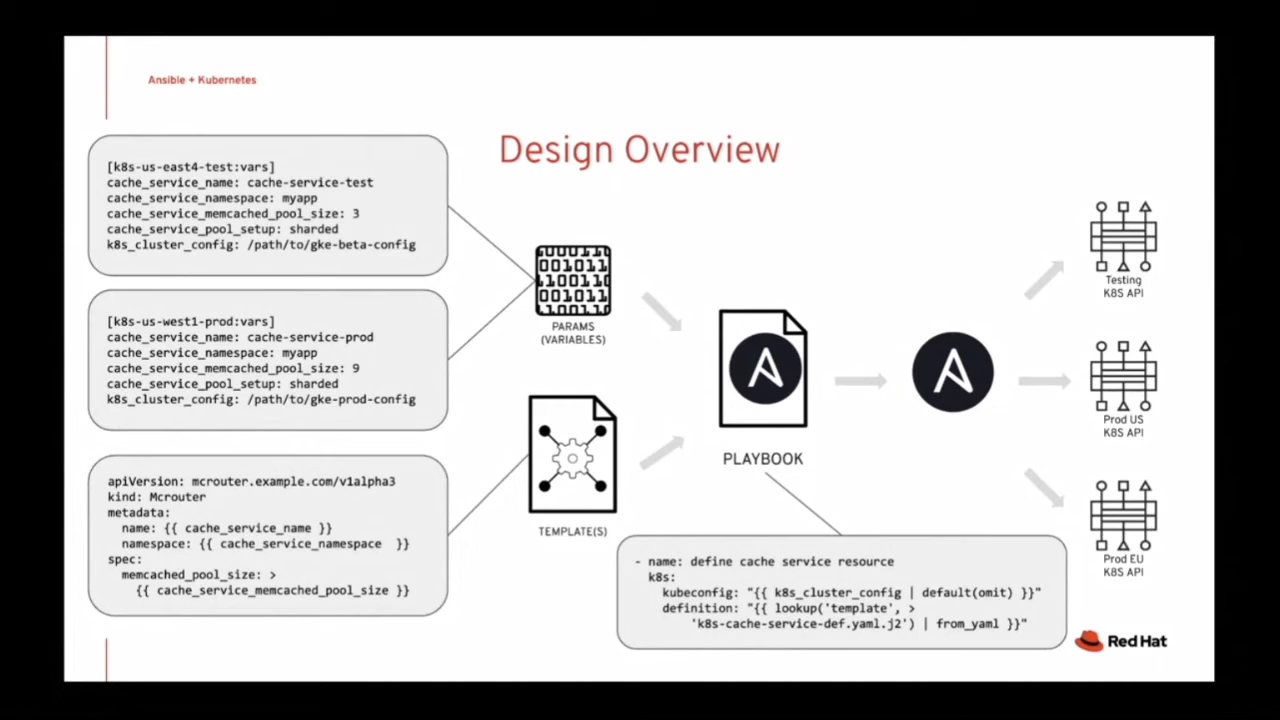 Ansible + Kubernetes
Design Overview
[k8s-us-east4-test:vars]
cache_service_name: cache-service-test
cache_service_namespace: myapp
cache_service_memcached_pool_size: 3
cache_service_pool_setup: sharded
k8s_cluster_config: /path/to/gke-beta-config
[k8s-us-west1-prod:vars]
cache_service_name: cache-service-prod
cache_service_namespace: myapp
cache_service_memcached_pool_size: 9
cache_service_pool_setup: sharded
k8s_cluster_config: /path/to/gke-prod-config
apiVersion: mcrouter.example.com/v1alpha3
kind: Mcrouter
metadata:
  name: {{ cache_service_name }}
  namespace: {{ cache_service_namespace  }}
spec:
  memcached_pool_size: >
    {{ cache_service_memcached_pool_size }}
PARAMS
(VARIABLES)
TEMPLATE(S)
PLAYBOOK
- name: define cache service resource
  k8s:
    kubeconfig: "{{ k8s_cluster_config | default(omit) }}"
    definition: "{{ lookup('template', >
        'k8s-cache-service-def.yaml.j2') | from_yaml }}"
Testing
K8S API
Prod US
K8S API
Prod EU
K8S API
Red Hat